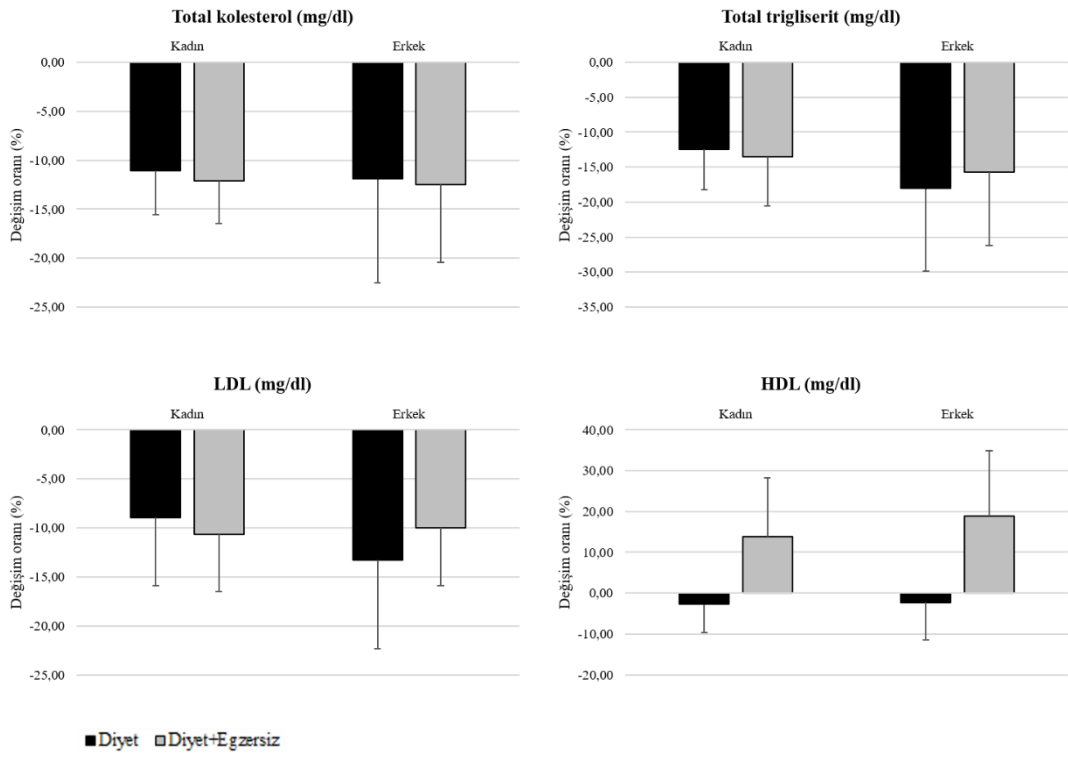 Total kolesterol (mg/dl)
Kadın Erkek
Değişim oranı (%)
0,00
-5,00
-10,00
-15,00
-20,00
-25,00
Total trigliserit (mg/dl)
Kadın Erkek
Değişim oranı (%)
0,00
-5,00
-10,00
-15,00
-20,00
-25,00
-30,00
-35,00
LDL (mg/dl)
Kadın Erkek
Değişim oranı (%)
0,00
-5,00
-10,00
-15,00
-20,00
-25,00
HDL (mg/dl)
Kadın Erkek
Değişim oranı (%)
40,00
30,00
20,00
10,00
0,00
-10,00
-20,00
Diyet Diyet+Egzersiz